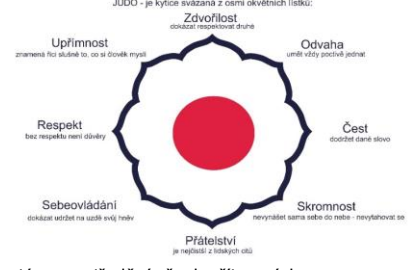 JUDO - je kytice svázaná z osmi okvětních lístků:
Zdvořilost
dokázat respektovat druhé
Upřímnost
znamená říci slušně to, co si člověk myslí
Odvaha
umět vždy poctivě jednat
Respekt
bez respektu není důvěry
Čest
dodržet dané slovo
Sebeovládání
dokázat udržet na uzdě svůj hněv
Skromnost
nevynášet sama sebe do nebe - nevytahovat se
Přátelství
je nejčistší z lidských citů